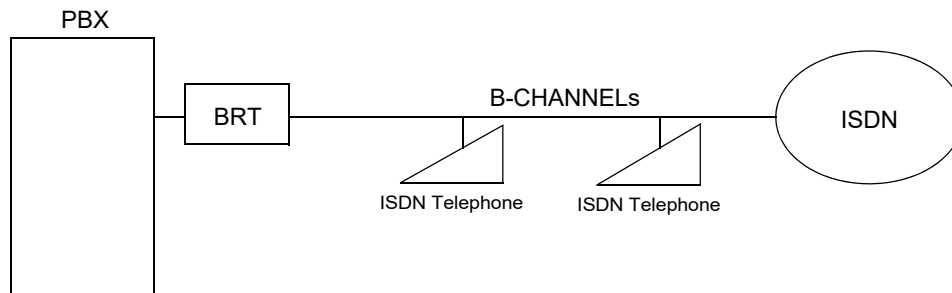 PBX
BRT
B-CHANNELs
ISDN
ISDN Telephone
ISDN Telephone